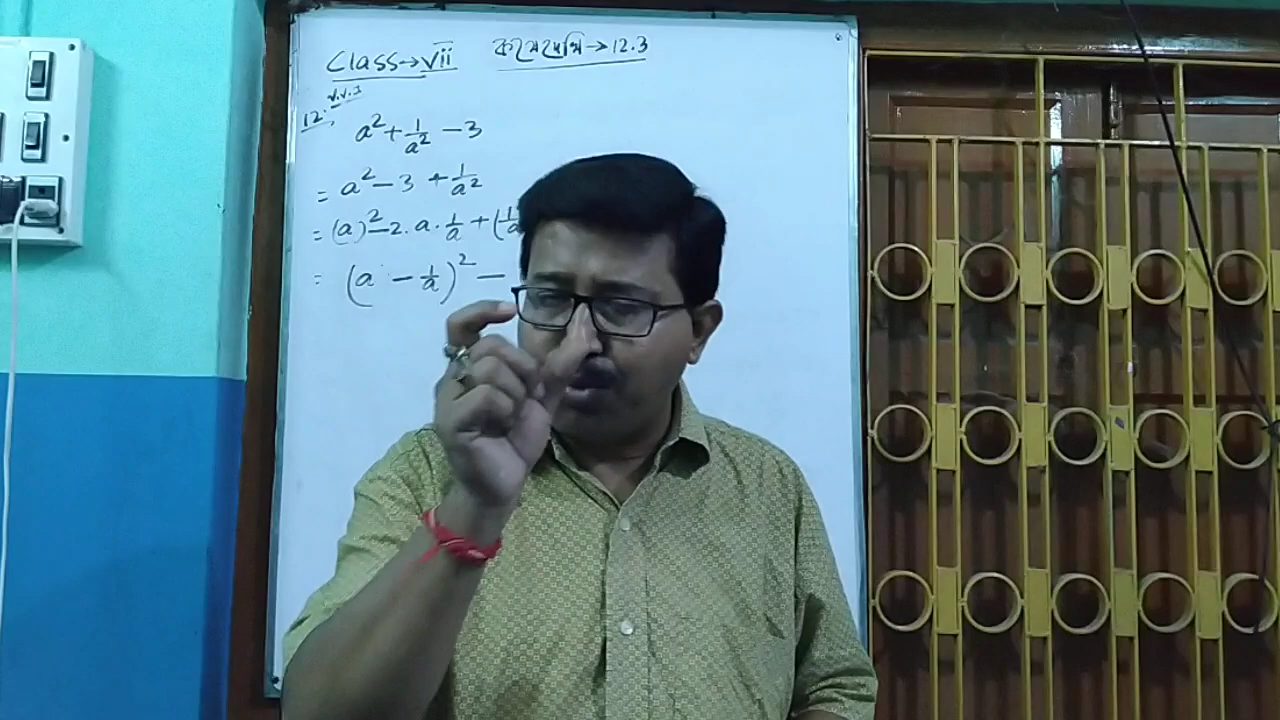 Class→VII কষে দেখি→12.3
v.v.I
12.
a² + 1/a² − 3
= a² − 3 + 1/a²
= (a)² − 2. a. 1/a + (1/a
= (a − 1/a)² −